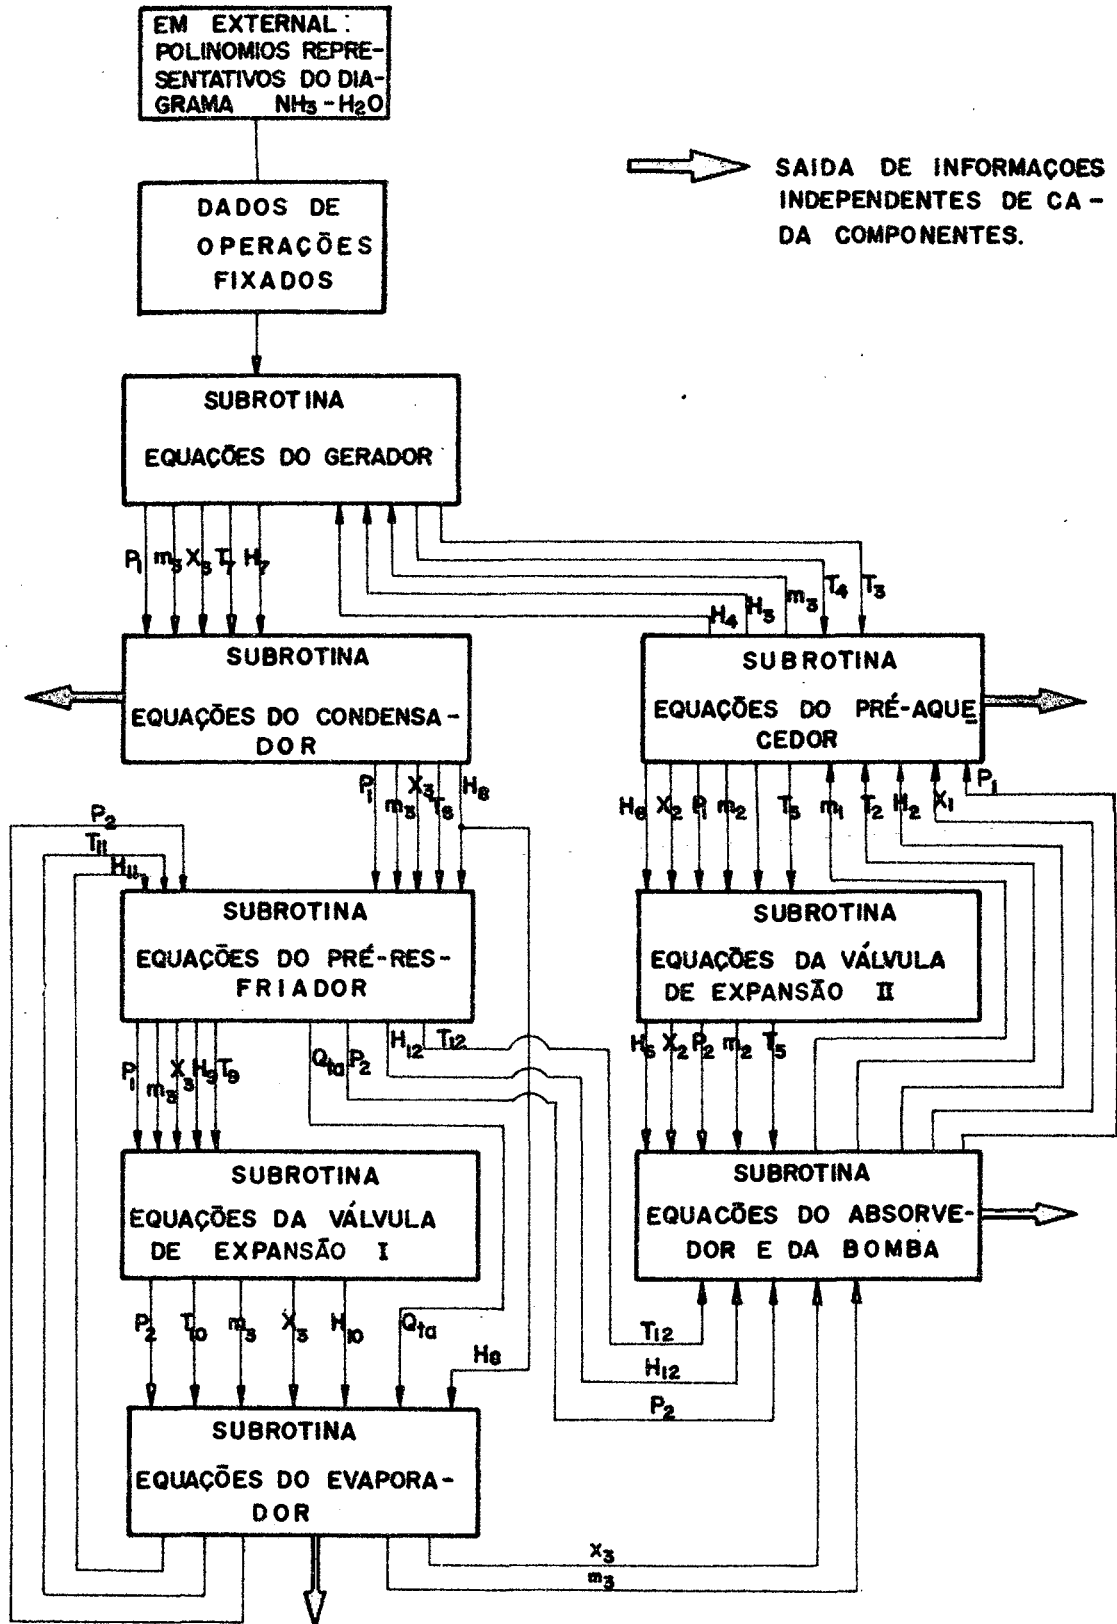 EM EXTERNAL:
POLINOMIOS REPRE-
SENTATIVOS DO DIA-
GRAMA NH₃-H₂O
SAIDA DE INFORMAÇOES
INDEPENDENTES DE CA-
DA COMPONENTES.
DADOS DE
OPERAÇÕES
FIXADOS
SUBROTINA
EQUAÇÕES DO GERADOR
P₁ m₃ X₃ T₇ H₇
H₄ H₃ m₃ T₄ T₃
SUBROTINA
EQUAÇÕES DO CONDENSA-
DOR
SUBROTINA
EQUAÇÕES DO PRÉ-AQUE
CEDOR
P₁ m₃ X₃ T₈ H₈
H₆ X₂ P₁ m₂ T₅ m₁ T₂ H₂ X₁ P₁
P₂
T₁₁
H₁₁
SUBROTINA
EQUAÇÕES DO PRÉ-RES-
FRIADOR
SUBROTINA
EQUAÇÕES DA VÁLVULA
DE EXPANSÃO II
P₁ m₃ X₃ H₉ T₉ Qta P₂ H₁₂ T₁₂
X₂ P₂ m₂ T₅
SUBROTINA
EQUAÇÕES DA VÁLVULA
DE EXPANSÃO I
SUBROTINA
EQUACÕES DO ABSORVE-
DOR E DA BOMBA
P₂ T₁₀ m₃ X₃ H₁₀ Qta H₈
T₁₂
H₁₂
P₂
SUBROTINA
EQUAÇÕES DO EVAPORA-
DOR
X₃
m₃